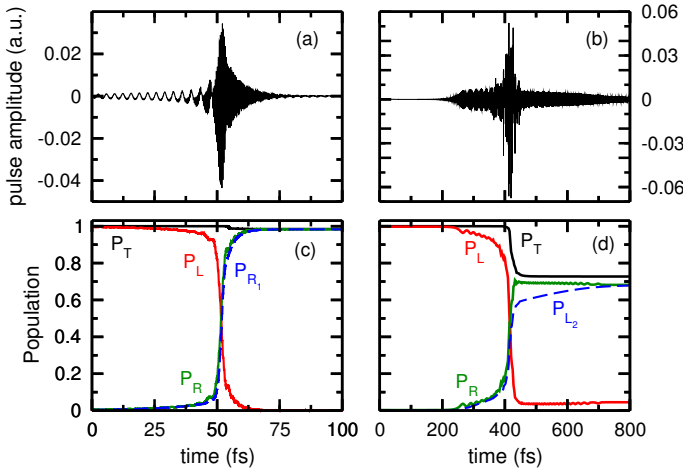 pulse amplitude (a.u.)
0.02
0
-0.02
-0.04
(a)
(b)
0.06
0.03
0
-0.03
-0.06
Population
1
0.8
0.6
0.4
0.2
0
P_T
P_L
(c)
P_R1
P_R
P_T
P_L
(d)
P_L2
P_R
0 25 50 75 100
0 200 400 600 800
time (fs)
time (fs)